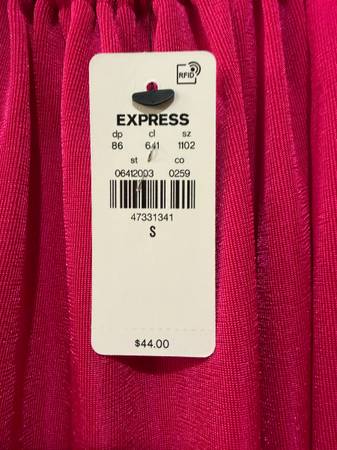 RFID
EXPRESS
dp cl sz
86 641 1102
st co
06412003 0259
47331341
S
$44.00